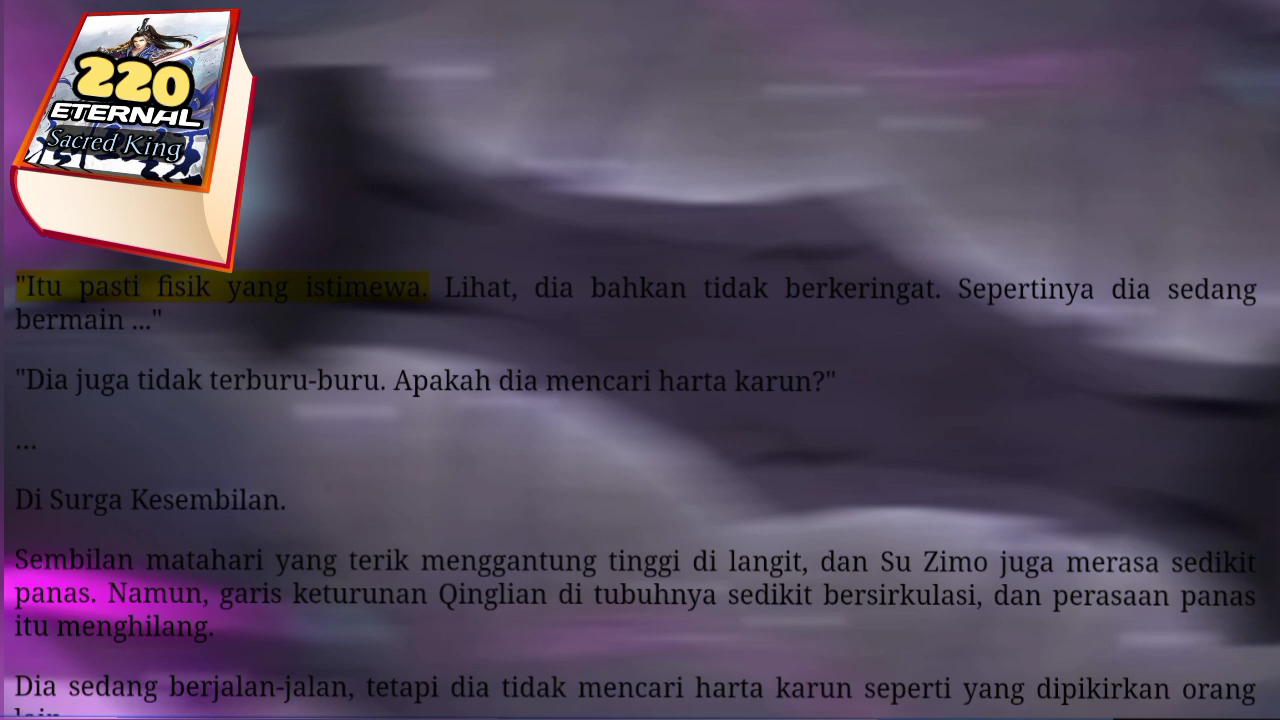 220
ETERNAL
Sacred King
"Itu pasti fisik yang istimewa. Lihat, dia bahkan tidak berkeringat. Sepertinya dia sedang
bermain ..."
"Dia juga tidak terburu-buru. Apakah dia mencari harta karun?"
...
Di Surga Kesembilan.
Sembilan matahari yang terik menggantung tinggi di langit, dan Su Zimo juga merasa sedikit
panas. Namun, garis keturunan Qinglian di tubuhnya sedikit bersirkulasi, dan perasaan panas
itu menghilang.
Dia sedang berjalan-jalan, tetapi dia tidak mencari harta karun seperti yang dipikirkan orang